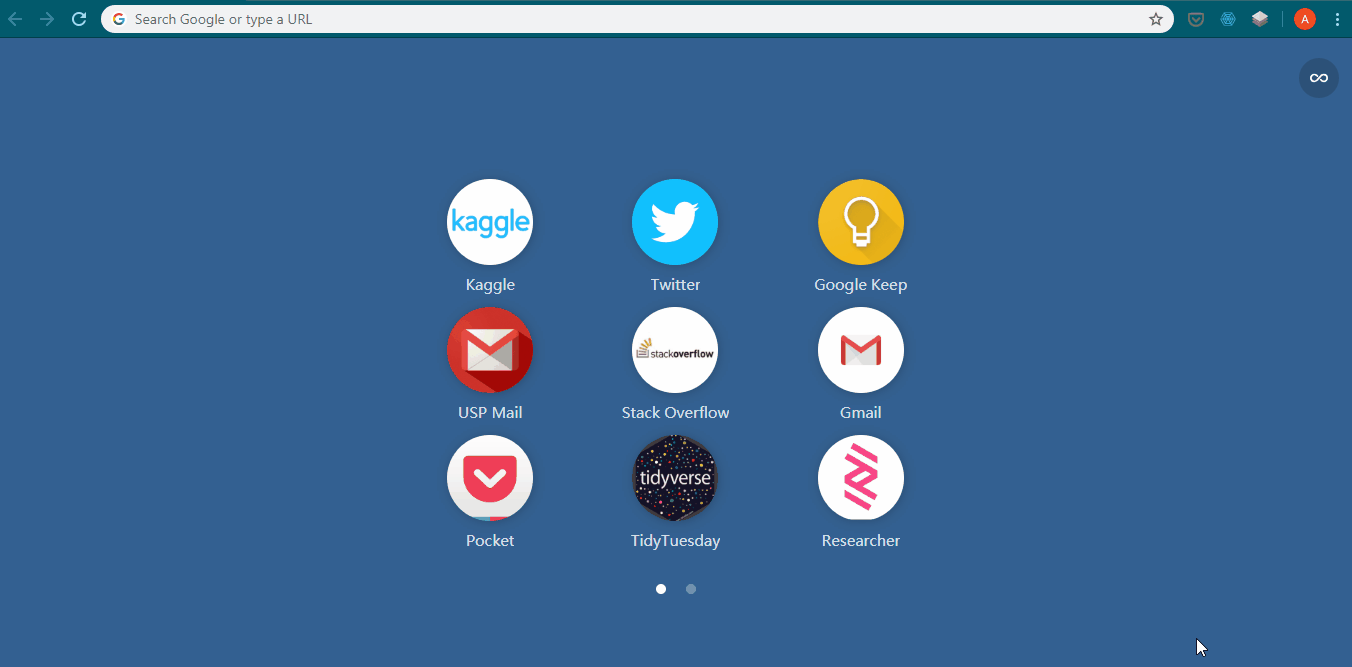 Search Google or type a URL
A
kaggle
Kaggle
Twitter
Google Keep
stackoverflow
USP Mail
Stack Overflow
Gmail
tidyverse
Pocket
TidyTuesday
Researcher